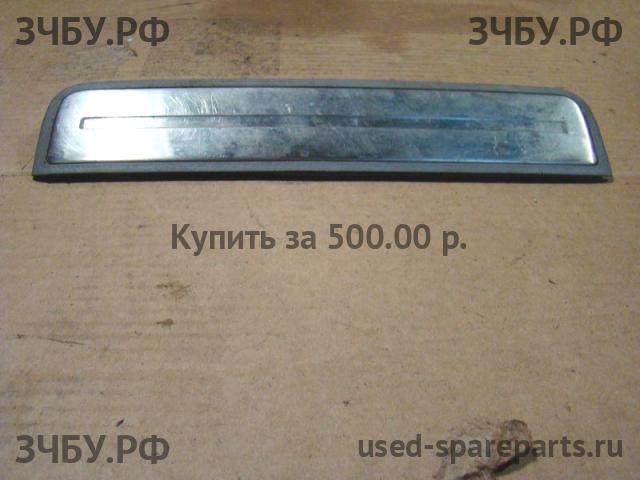 ЗЧБУ.РФ ЗЧБУ.РФ
Купить за 500.00 р.
ЗЧБУ.РФ used-spareparts.ru